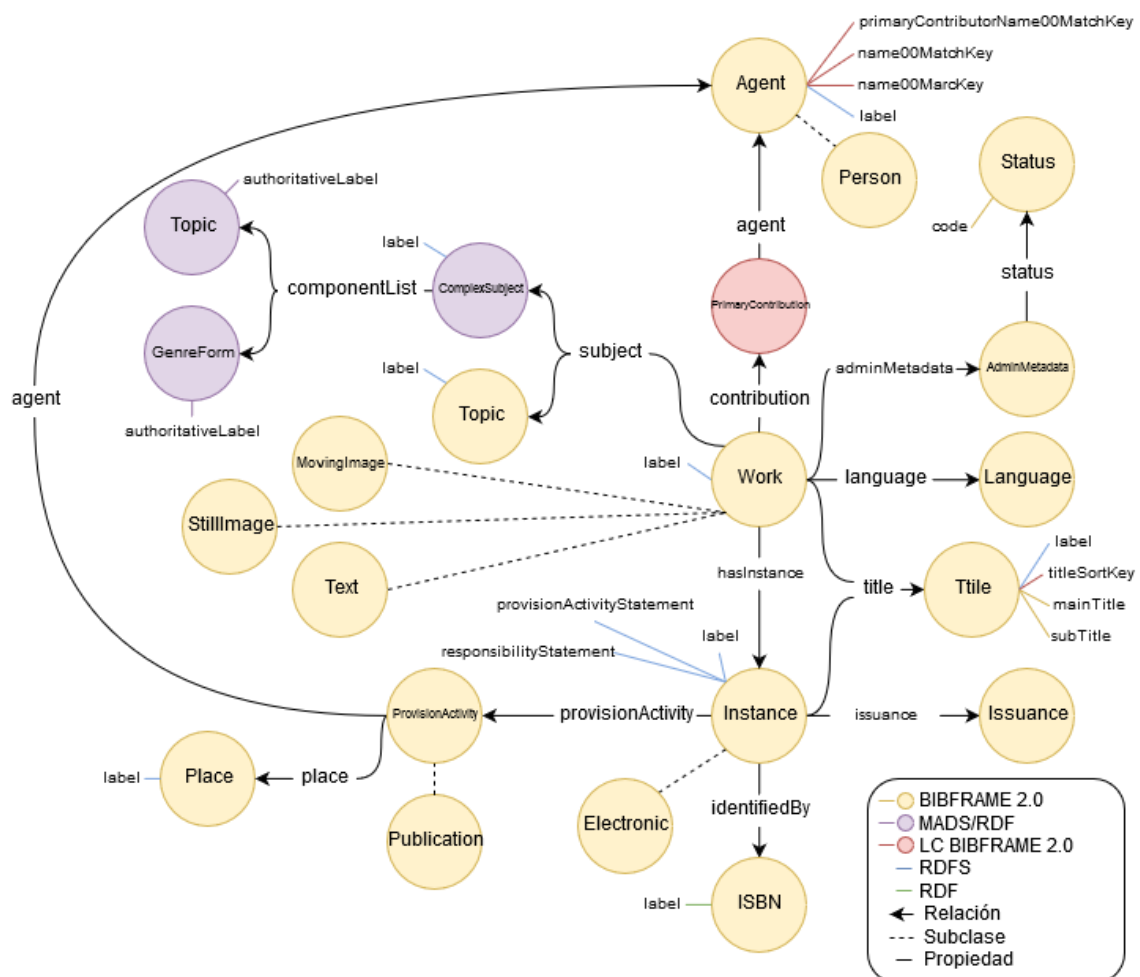 primaryContributorName00MatchKey
name00MatchKey
Agent
name00MarcKey
label
Person
Status
authoritativeLabel
Topic
code
agent
label
status
componentList
ComplexSubject
PrimaryContribution
GenreForm
subject
adminMetadata
AdminMetadata
label
agent
contribution
Topic
authoritativeLabel
MovingImage
label
Work
language
Language
StillImage
hasInstance
label
Text
title
Ttile
titleSortKey
mainTitle
provisionActivityStatement
label
subTitle
responsibilityStatement
ProvisionActivity
provisionActivity
Instance
issuance
Issuance
label
Place
place
identifiedBy
Electronic
Publication
label
ISBN
BIBFRAME 2.0
MADS/RDF
LC BIBFRAME 2.0
RDFS
RDF
Relación
Subclase
Propiedad